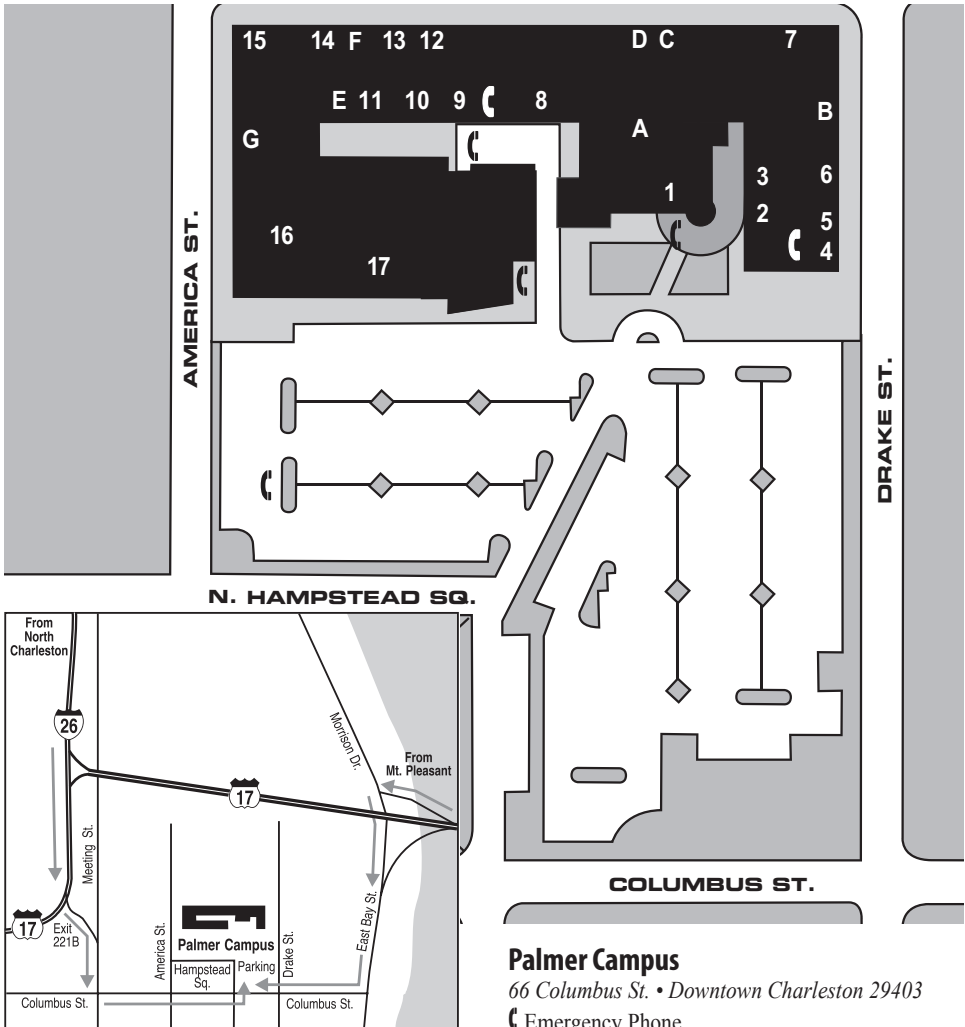 15 14 F 13 12 D C 7
E 11 10 9 8
B
G A
3 6
1
2 5
16 4
17
AMERICA ST.
DRAKE ST.
N. HAMPSTEAD SQ.
COLUMBUS ST.
From
North
Charleston
26
Morrison Dr.
From
Mt. Pleasant
17
Meeting St.
17
Exit
221B
America St.
Palmer Campus
Hampstead
Sq.
Parking
Drake St.
East Bay St.
Columbus St.
Columbus St.
Palmer Campus
66 Columbus St. • Downtown Charleston 29403
Emergency Phone